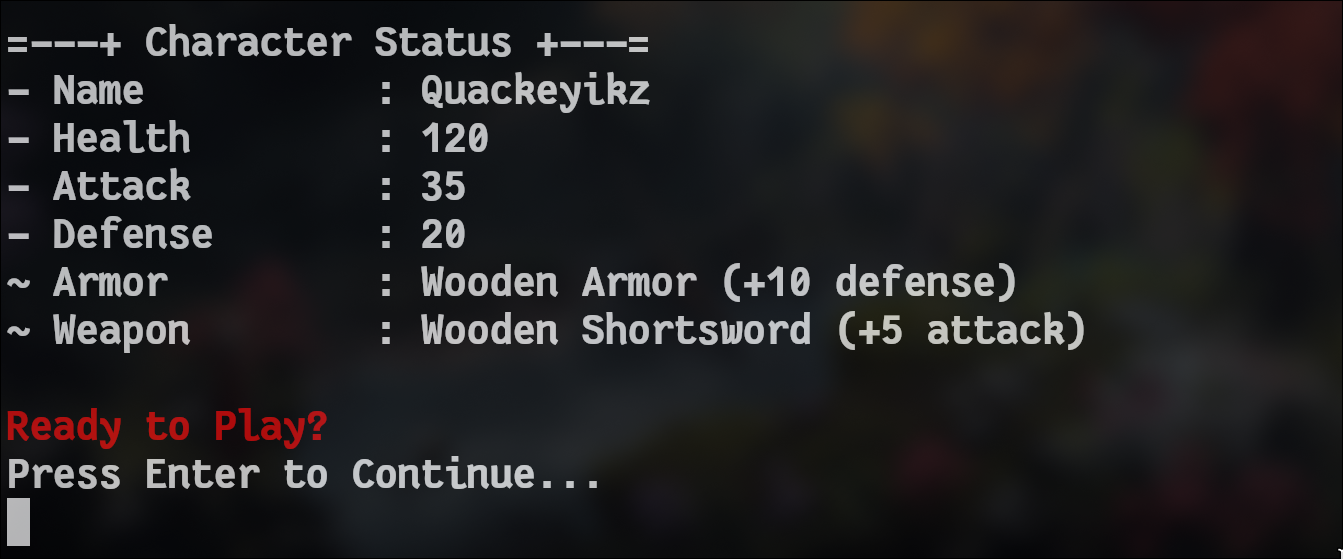 =---+ Character Status +---=
- Name          : Quackeyikz
- Health        : 120
- Attack        : 35
- Defense       : 20
~ Armor         : Wooden Armor (+10 defense)
~ Weapon        : Wooden Shortsword (+5 attack)
Ready to Play?
Press Enter to Continue...